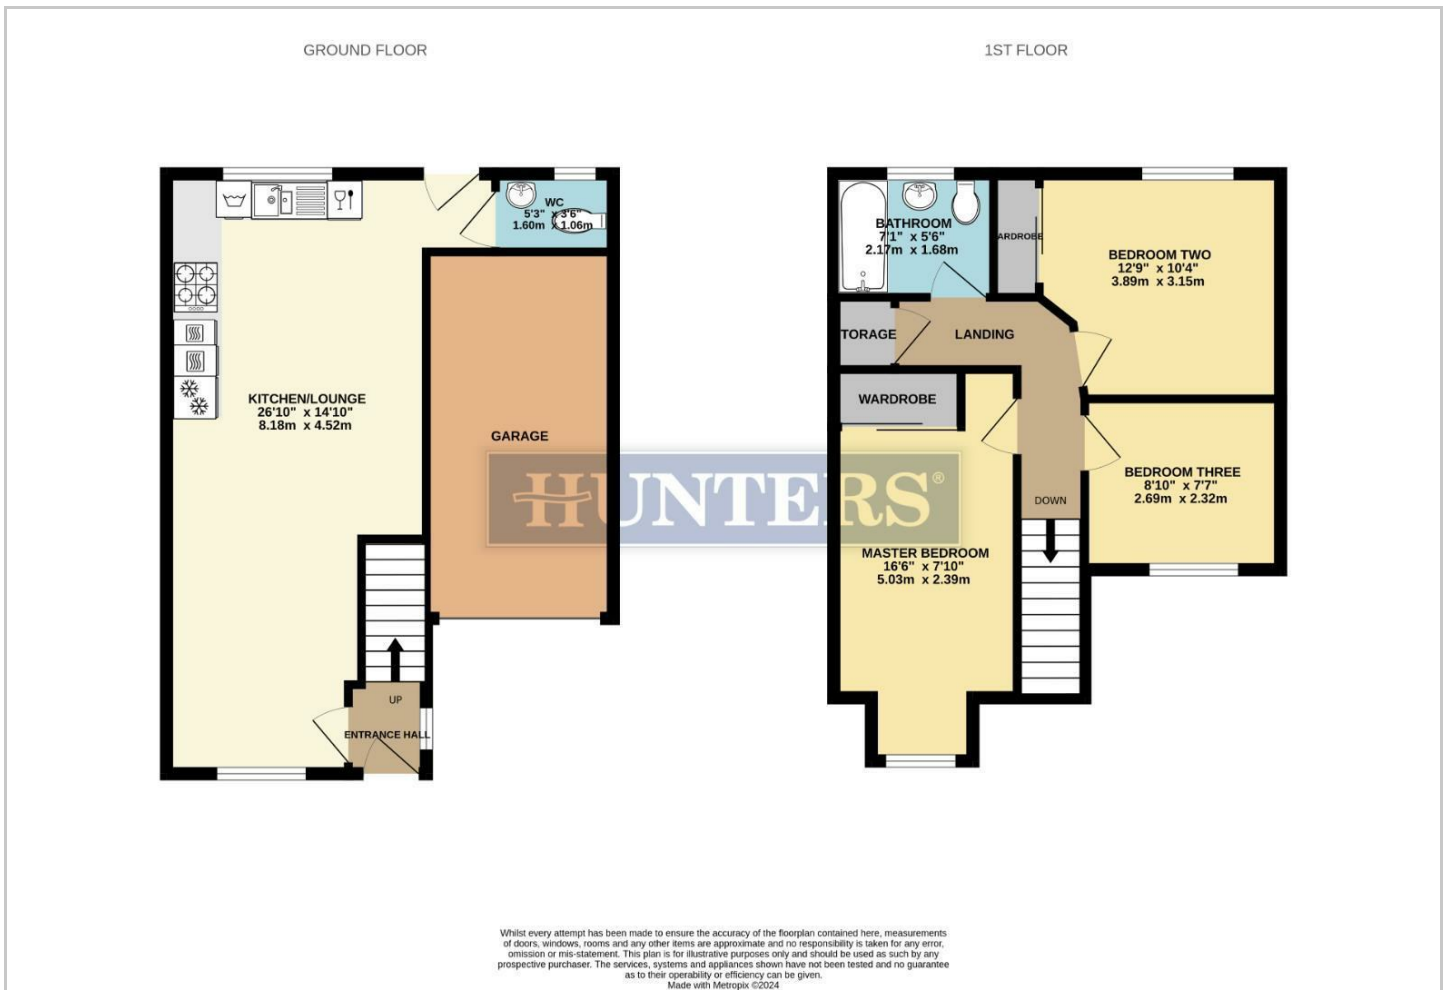 GROUND FLOOR
1ST FLOOR
WC
5'3" x 3'6"
1.60m x 1.06m
KITCHEN/LOUNGE
26'10" x 14'10"
8.18m x 4.52m
GARAGE
UP
ENTRANCE HALL
BATHROOM
7'1" x 5'6"
2.17m x 1.68m
ARDROBE
BEDROOM TWO
12'9" x 10'4"
3.89m x 3.15m
TORAGE
LANDING
WARDROBE
BEDROOM THREE
8'10" x 7'7"
2.69m x 2.32m
DOWN
MASTER BEDROOM
16'6" x 7'10"
5.03m x 2.39m
HUNTERS®
Whilst every attempt has been made to ensure the accuracy of the floorplan contained here, measurements
of doors, windows, rooms and any other items are approximate and no responsibility is taken for any error,
omission or mis-statement. This plan is for illustrative purposes only and should be used as such by any
prospective purchaser. The services, systems and appliances shown have not been tested and no guarantee
as to their operability or efficiency can be given.
Made with Metropix ©2024